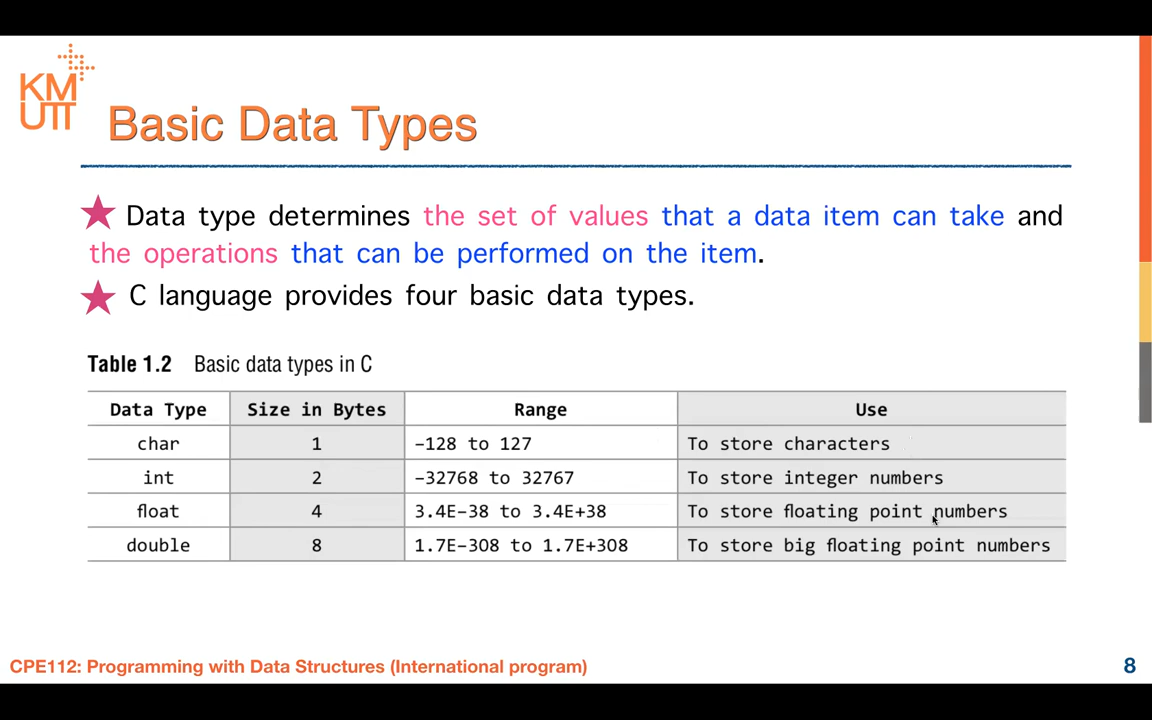 KM
UTT
Basic Data Types
Data type determines the set of values that a data item can take and
the operations that can be performed on the item.
C language provides four basic data types.
Table 1.2 Basic data types in C
Data Type Size in Bytes Range Use
char 1 −128 to 127 To store characters
int 2 −32768 to 32767 To store integer numbers
float 4 3.4E−38 to 3.4E+38 To store floating point numbers
double 8 1.7E−308 to 1.7E+308 To store big floating point numbers
CPE112: Programming with Data Structures (International program) 8